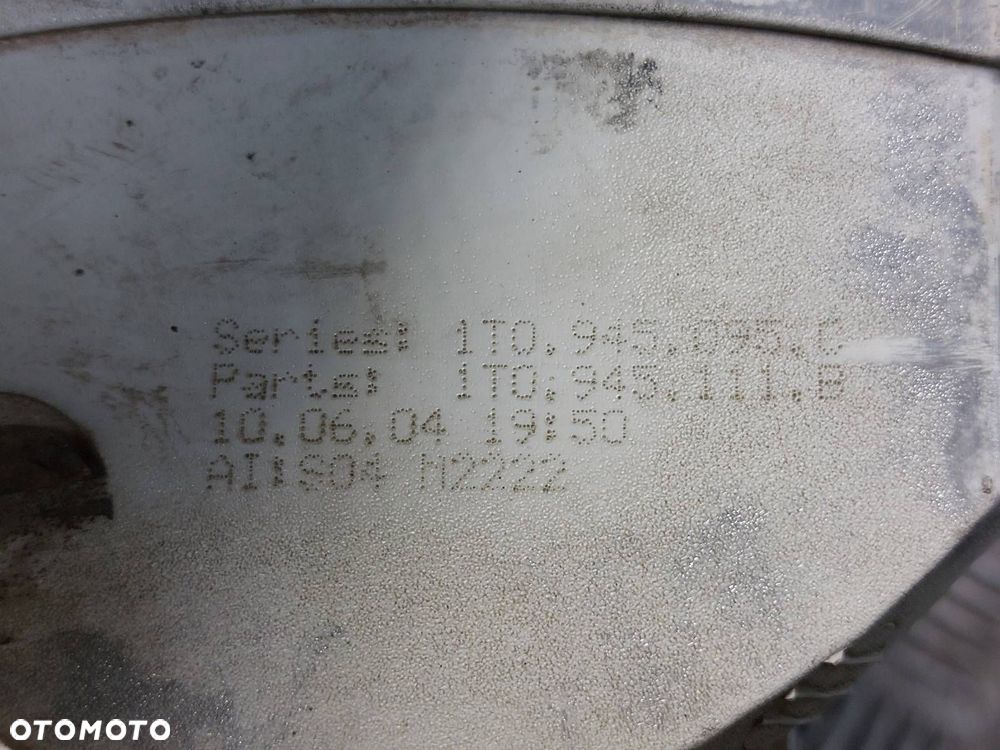 Series: 1T0.945.095.C
Parts: 1T0.945.111.B
10.06.04 19:50
AI:S04 M2222
OTOMOTO